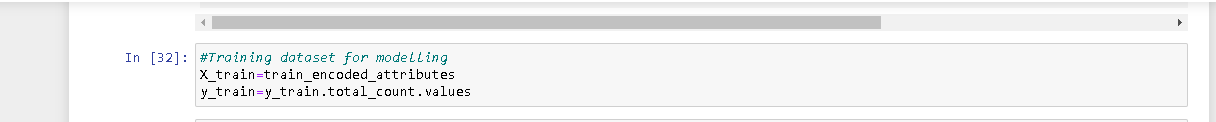 In [32]: #Training dataset for modelling
X_train=train_encoded_attributes
y_train=y_train.total_count.values